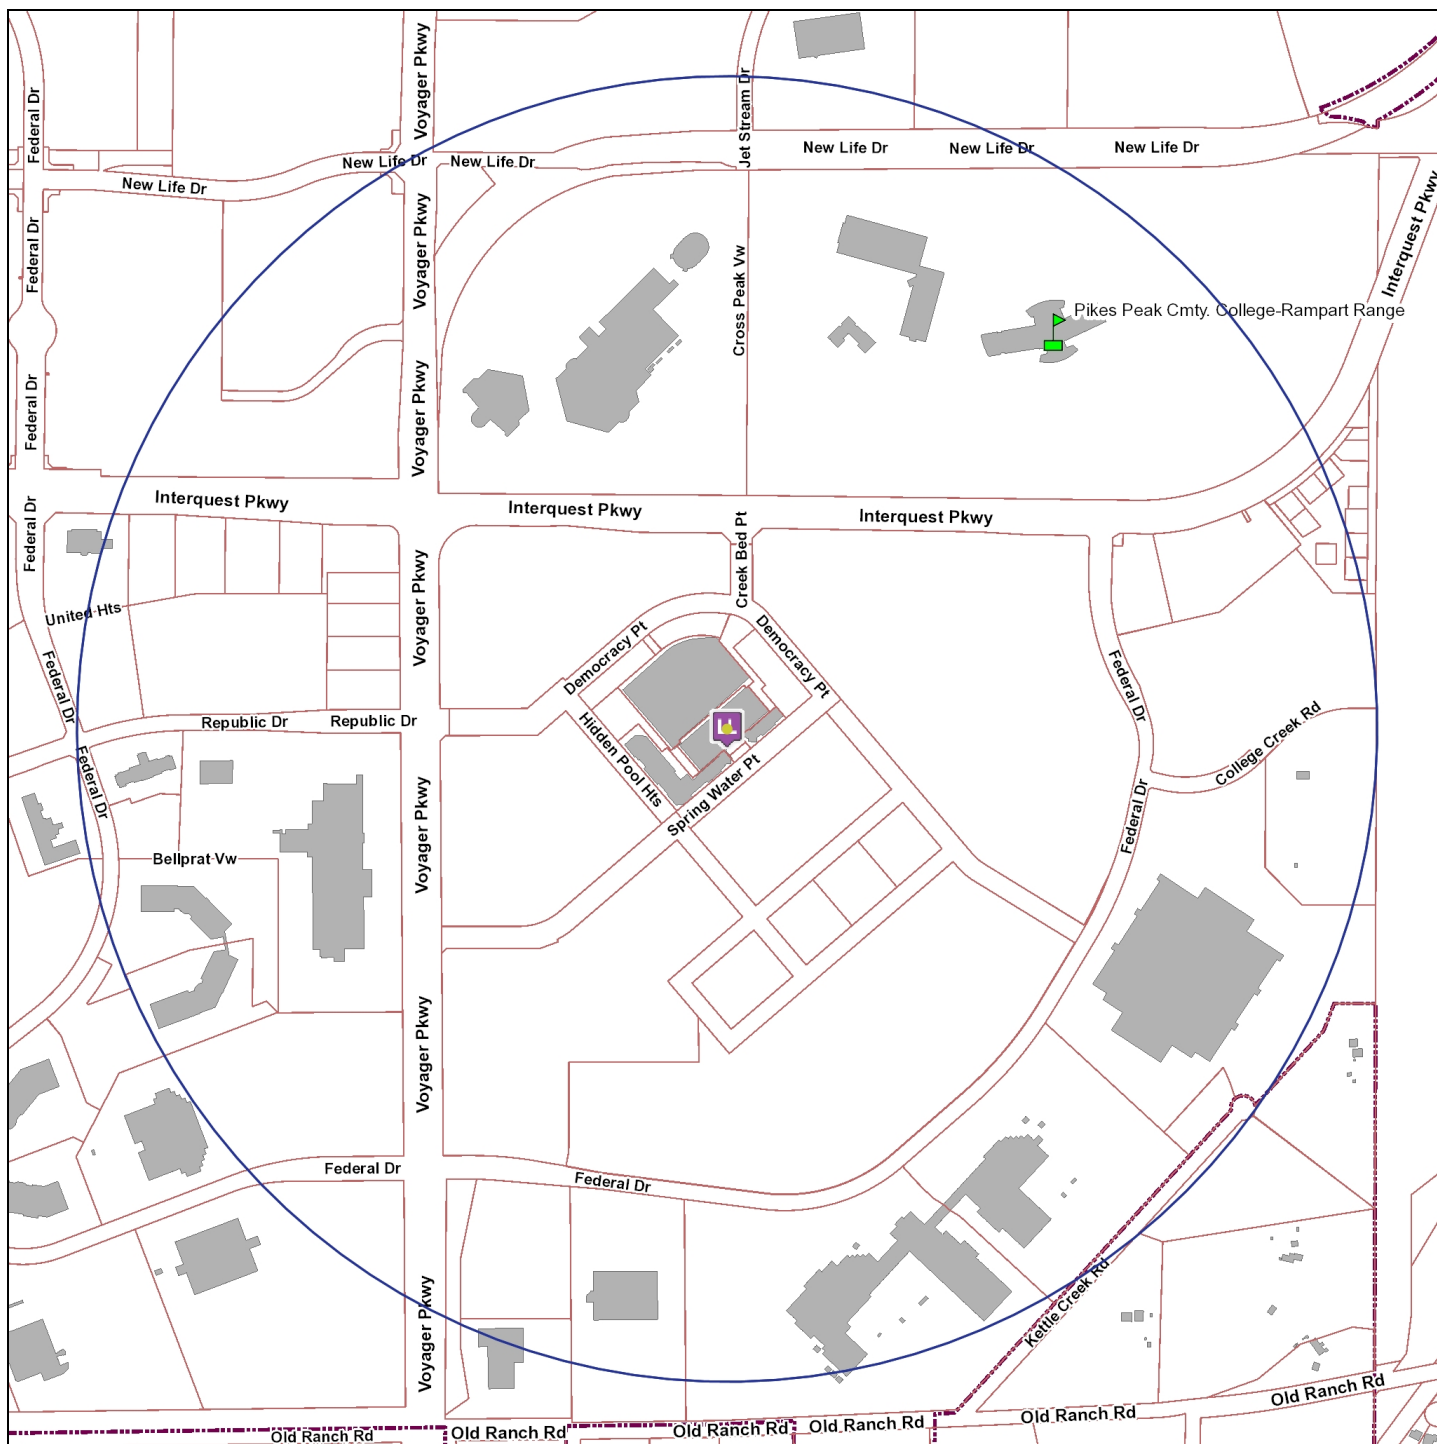 Voyager Pkwy
Jet Stream Dr
Federal Dr
New Life Dr
New Life Dr
New Life Dr
New Life Dr
New Life Dr
New Life Dr
Interquest Pkwy
Federal Dr
Voyager Pkwy
Cross Peak Vw
Pikes Peak Cmty. College-Rampart Range
Federal Dr
Voyager Pkwy
Interquest Pkwy
Interquest Pkwy
Interquest Pkwy
Federal Dr
Creek Bed Pt
Voyager Pkwy
United Hts
Democracy Pt
Democracy Pt
Federal Dr
Federal Dr
Republic Dr
Republic Dr
Hidden Pool Hts
College Creek Rd
Federal Dr
Spring Water Pt
Federal Dr
Voyager Pkwy
Bellprat Vw
Voyager Pkwy
Federal Dr
Federal Dr
Kettle Creek Rd
Voyager Pkwy
Old Ranch Rd
Old Ranch Rd
Old Ranch Rd
Old Ranch Rd
Old Ranch Rd
Old Ranch Rd